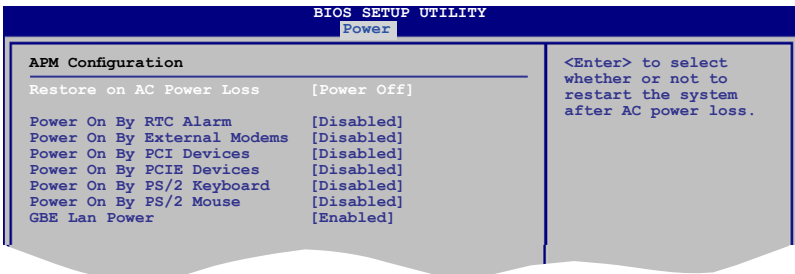 BIOS SETUP UTILITY
Power
APM Configuration
Restore on AC Power Loss [Power Off]
Power On By RTC Alarm [Disabled]
Power On By External Modems [Disabled]
Power On By PCI Devices [Disabled]
Power On By PCIE Devices [Disabled]
Power On By PS/2 Keyboard [Disabled]
Power On By PS/2 Mouse [Disabled]
GBE Lan Power [Enabled]
<Enter> to select
whether or not to
restart the system
after AC power loss.